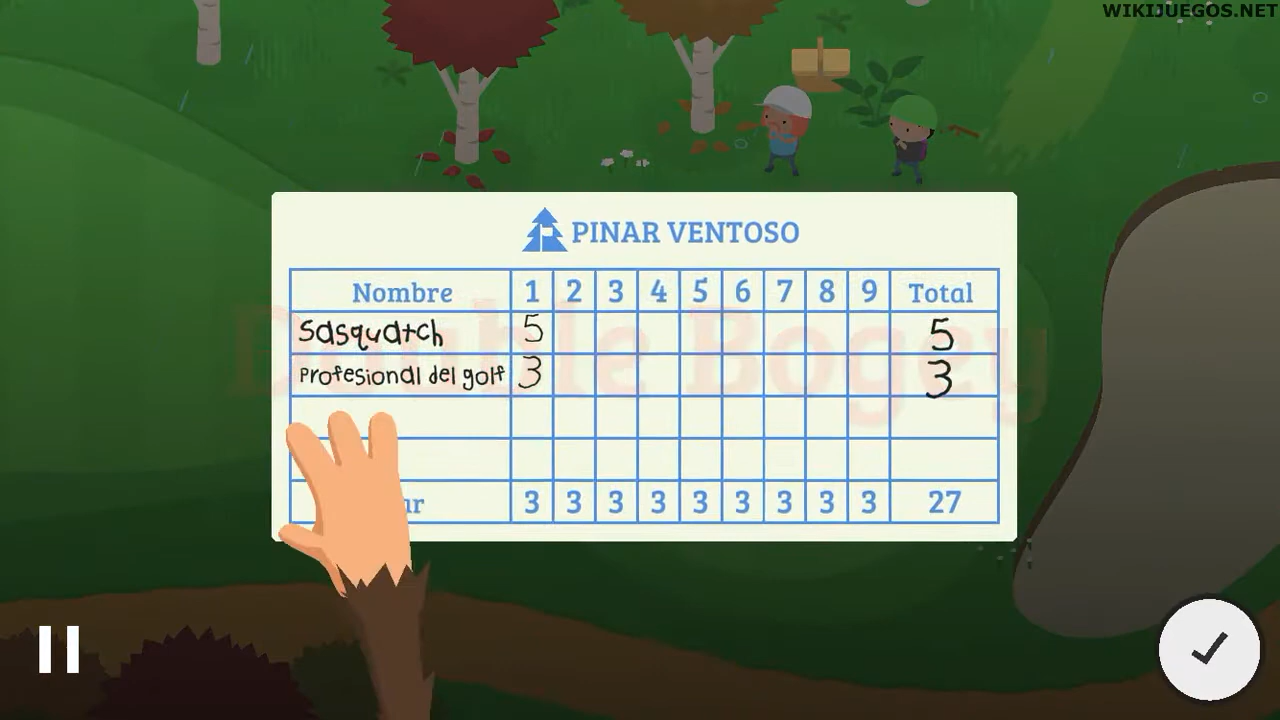 WIKIJUEGOS.NET
PINAR VENTOSO
Nombre 1 2 3 4 5 6 7 8 9 Total
Sasquatch 5 5
Profesional del golf 3 3
Double Bogey
3 3 3 3 3 3 3 3 3 27